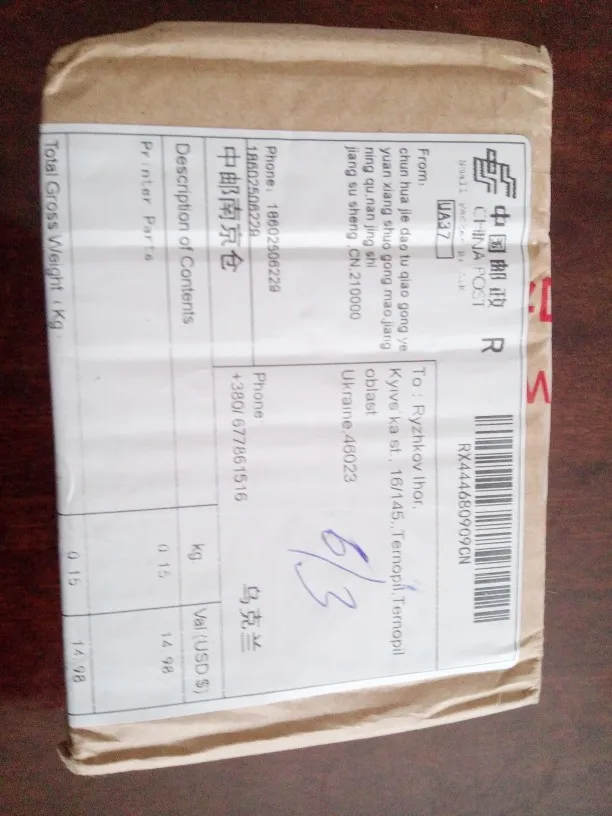 中国邮政
CHINA POST
R
UA37
RX444680909CN
From:
chun hua jie dao tu qiao gong ye
yuan xiang shuo gong mao,jiang
ning qu,nan jing shi
jiang su sheng ,CN,210000
Phone: 18602506229
18602506229
中邮南京仓
To : Ryzhkov Ihor,
Kyivs ka st., 16/145,,Ternopil,Ternopil
oblast
Ukraine,46023
Phone
+380/ 677861516
乌克兰
6/3
Description of Contents kg Val(USD $)
Printer Parts 0.15 14.98
Total Gross Weight (Kg 0.15 14.98